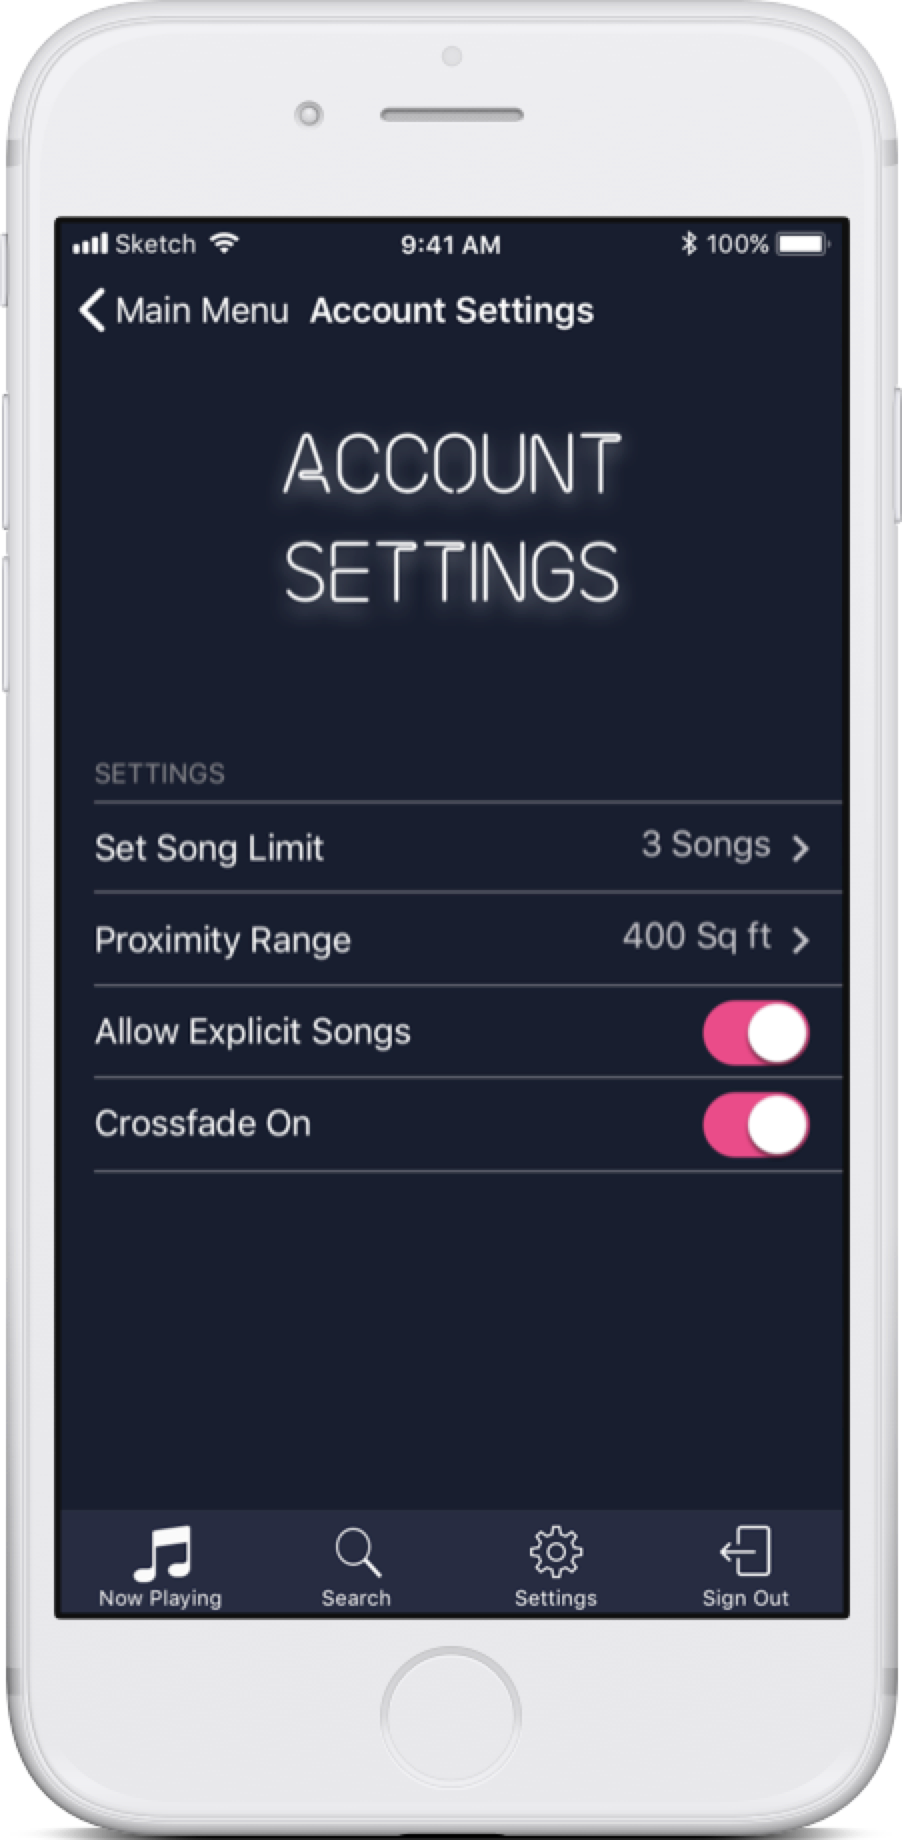 Sketch 9:41 AM 100%
Main Menu Account Settings
ACCOUNT
SETTINGS
SETTINGS
Set Song Limit 3 Songs
Proximity Range 400 Sq ft
Allow Explicit Songs
Crossfade On
Now Playing Search Settings Sign Out